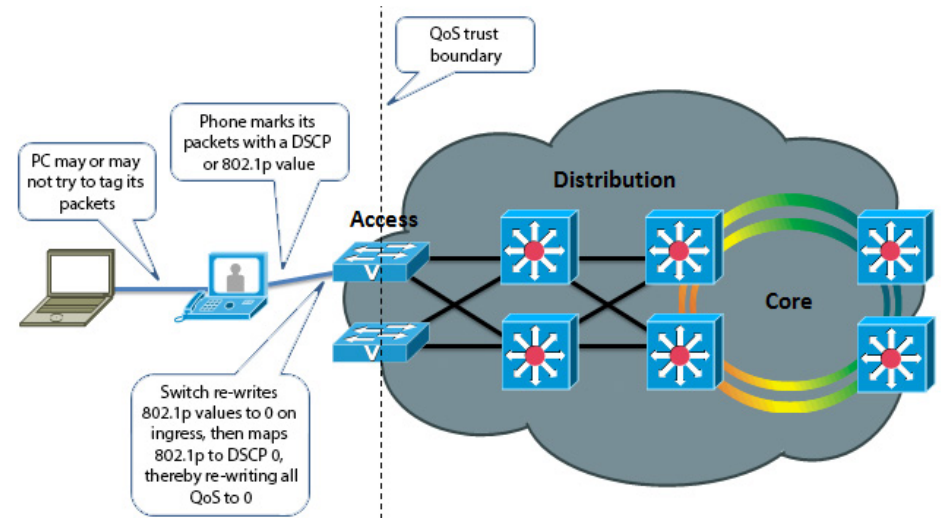 QoS trust
boundary
Phone marks its
packets with a DSCP
or 802.1p value
PC may or may
not try to tag its
packets
Distribution
Access
V
V
Core
Switch re-writes
802.1p values to 0 on
ingress, then maps
802.1p to DSCP 0,
thereby re-writing all
QoS to 0